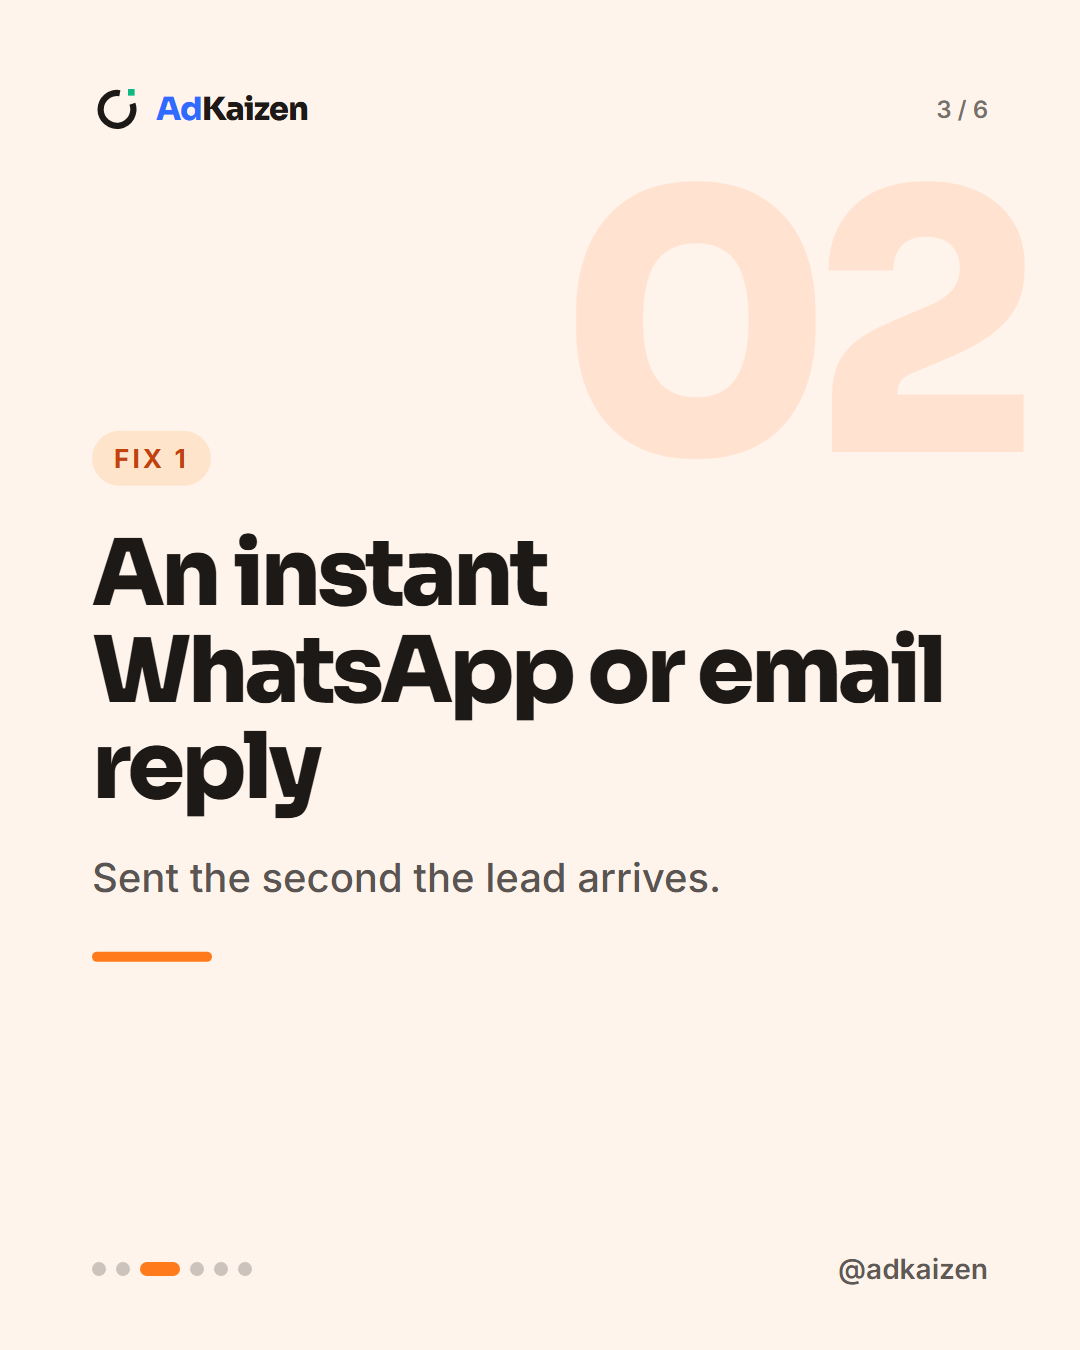 AdKaizen
3 / 6
02
FIX 1
An instant
WhatsApp or email
reply
Sent the second the lead arrives.
@adkaizen